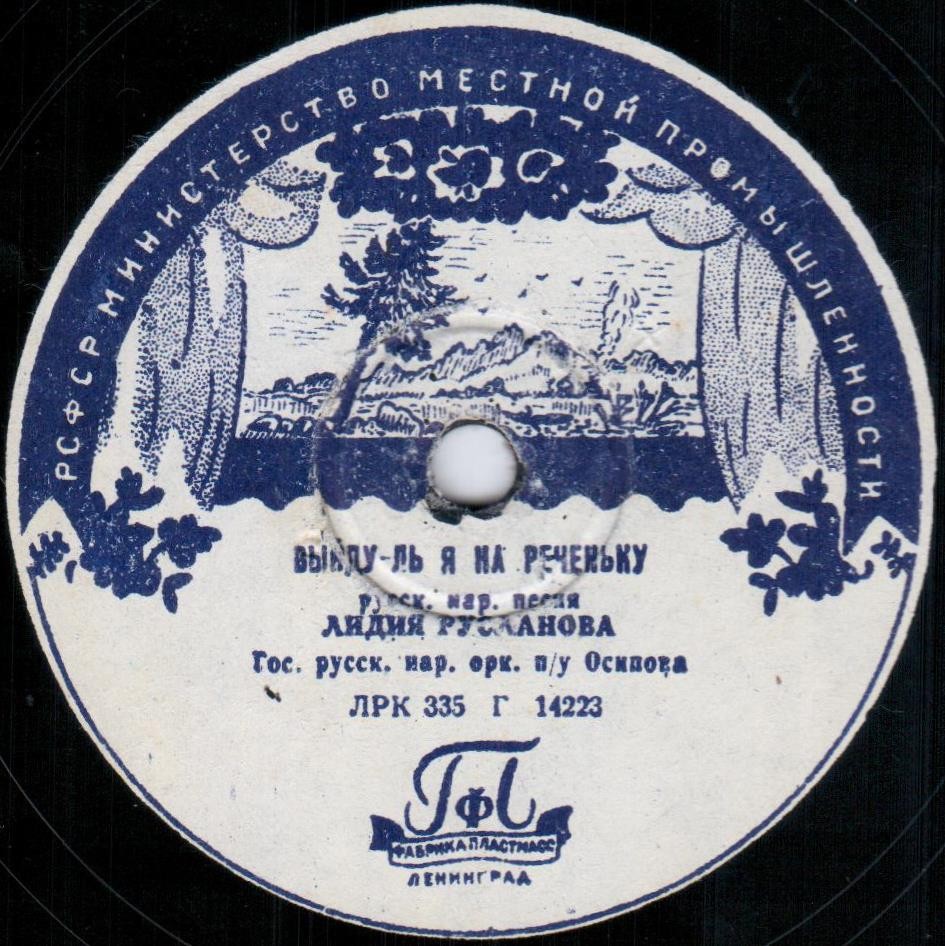 РСФСР МИНИСТЕРСТВО МЕСТНОЙ ПРОМЫШЛЕННОСТИ
ВЫЙДУ-ЛЬ Я НА РЕЧЕНЬКУ
русск. нар. песня
ЛИДИЯ РУСЛАНОВА
Гос. русск. нар. орк. п/у Осипова
ЛРК 335 Г 14223
ФАБРИКА ПЛАСТМАСС
ЛЕНИНГРАД